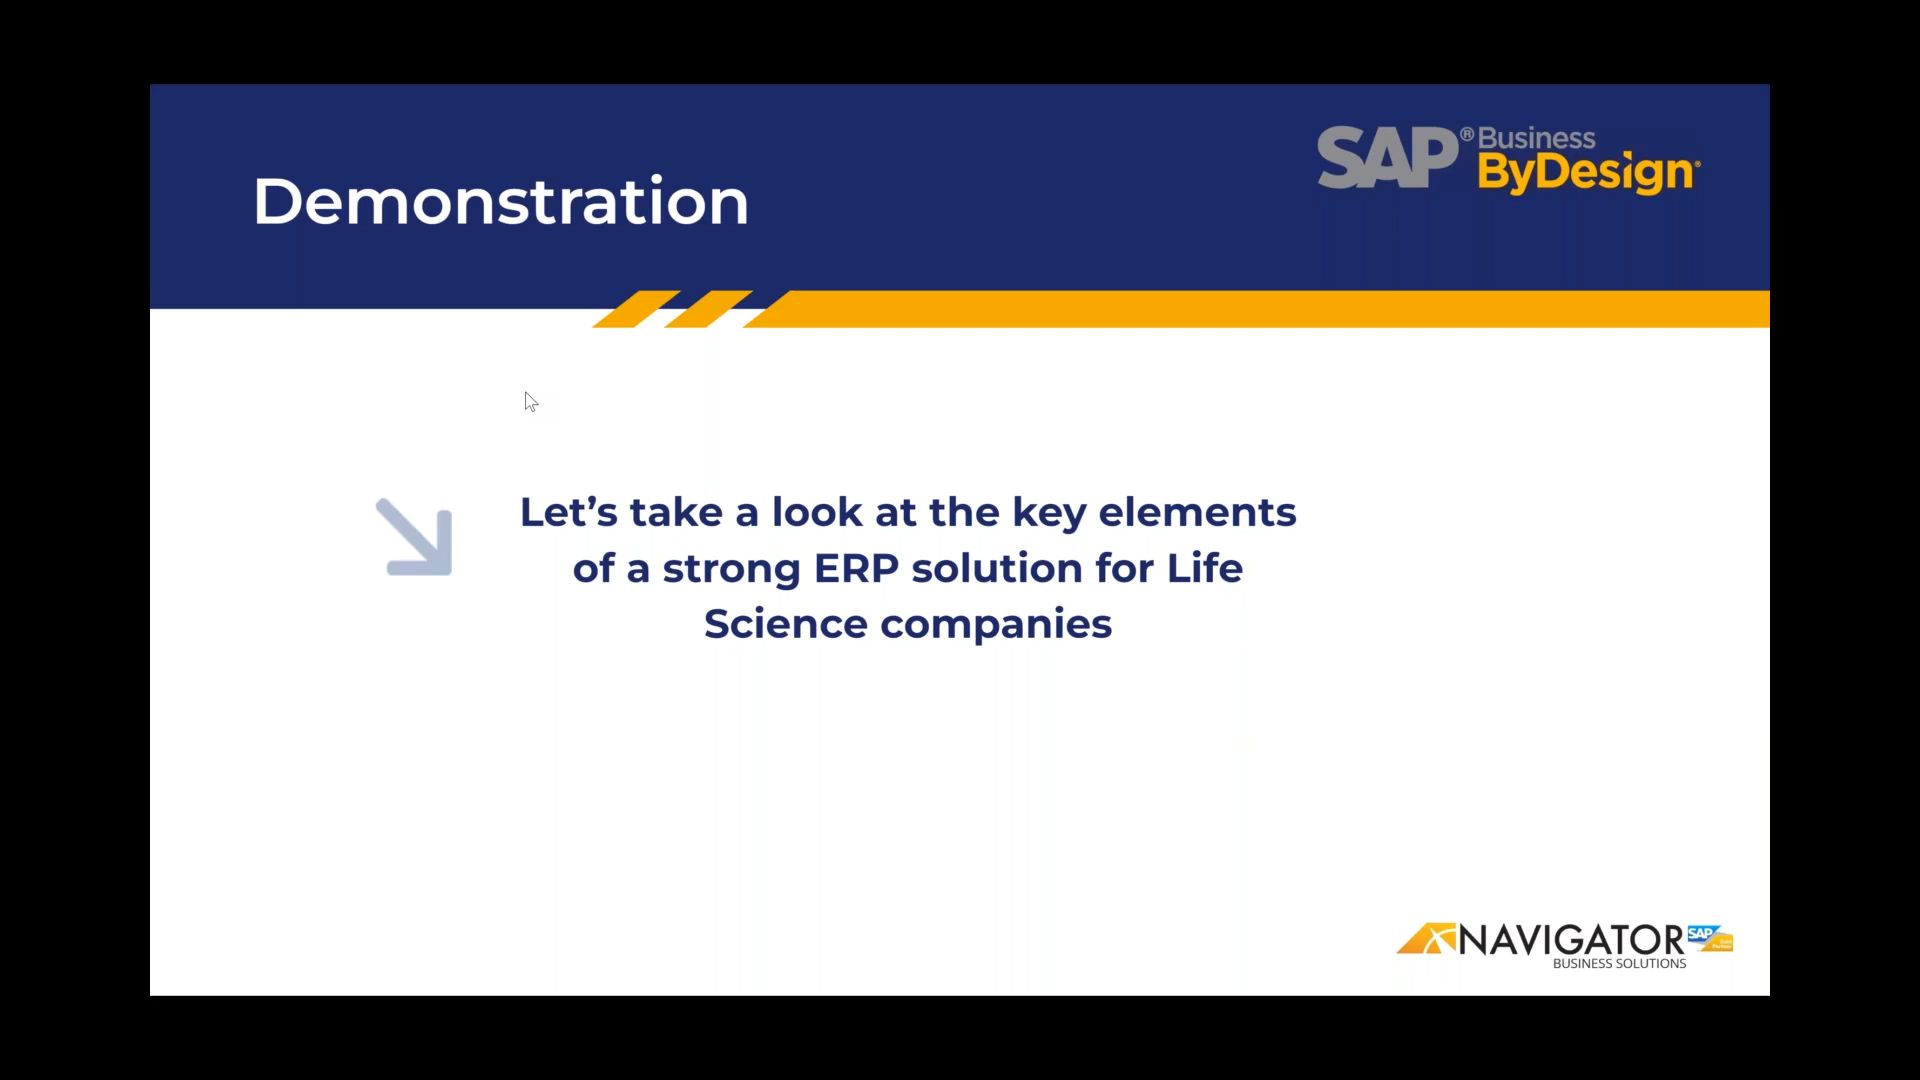 Demonstration
SAP® Business
ByDesign®
Let’s take a look at the key elements
of a strong ERP solution for Life
Science companies
NAVIGATOR
BUSINESS SOLUTIONS
SAP